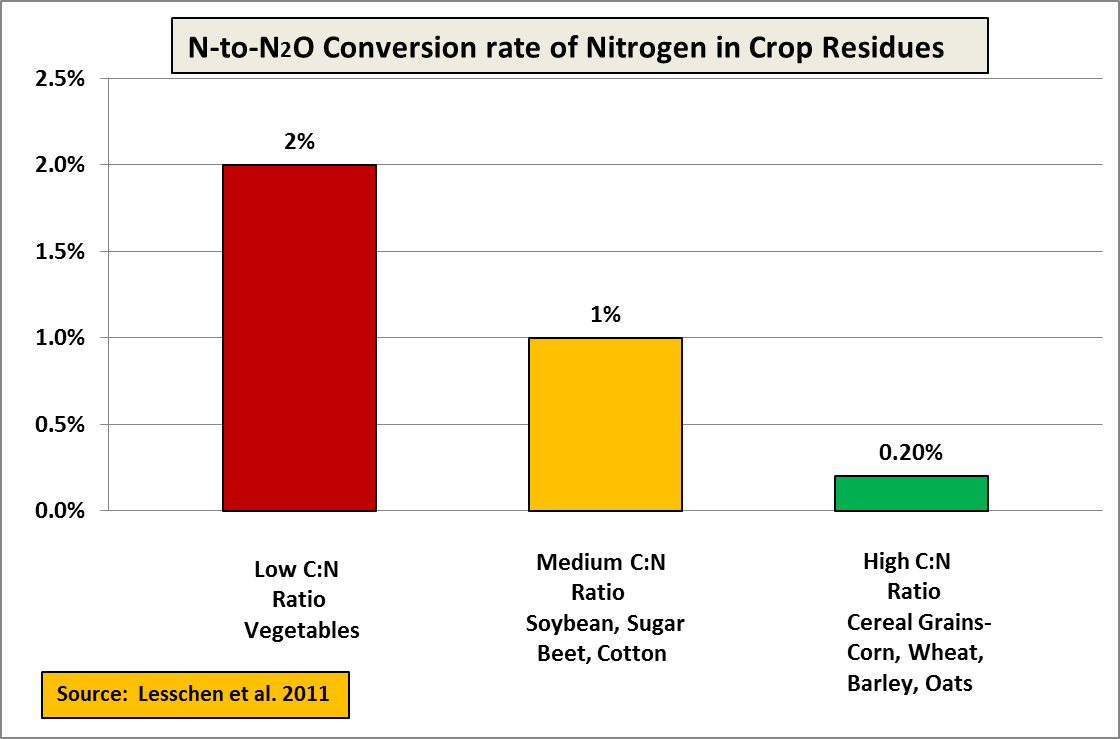 N-to-N2O Conversion rate of Nitrogen in Crop Residues
2.5%
2.0%
1.5%
1.0%
0.5%
0.0%
2%
1%
0.20%
Low C:N
Ratio
Vegetables
Medium C:N
Ratio
Soybean, Sugar
Beet, Cotton
High C:N
Ratio
Cereal Grains-
Corn, Wheat,
Barley, Oats
Source:  Lesschen et al. 2011